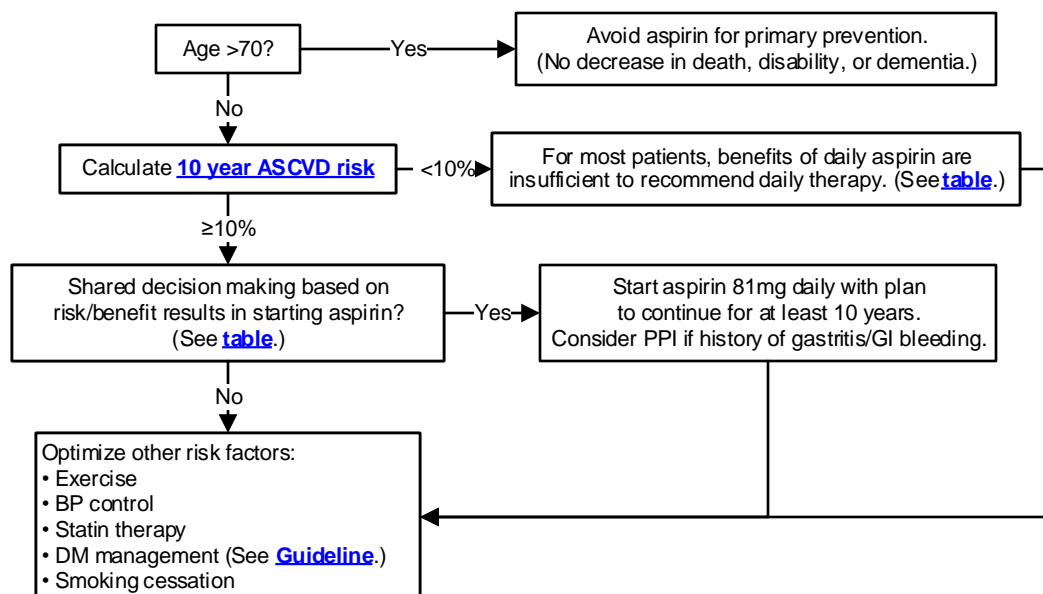 Age >70?
Yes
Avoid aspirin for primary prevention.
(No decrease in death, disability, or dementia.)
No
Calculate 10 year ASCVD risk
<10%
For most patients, benefits of daily aspirin are
insufficient to recommend daily therapy. (See table.)
≥10%
Shared decision making based on
risk/benefit results in starting aspirin?
(See table.)
Yes
Start aspirin 81mg daily with plan
to continue for at least 10 years.
Consider PPI if history of gastritis/GI bleeding.
No
Optimize other risk factors:
• Exercise
• BP control
• Statin therapy
• DM management (See Guideline.)
• Smoking cessation